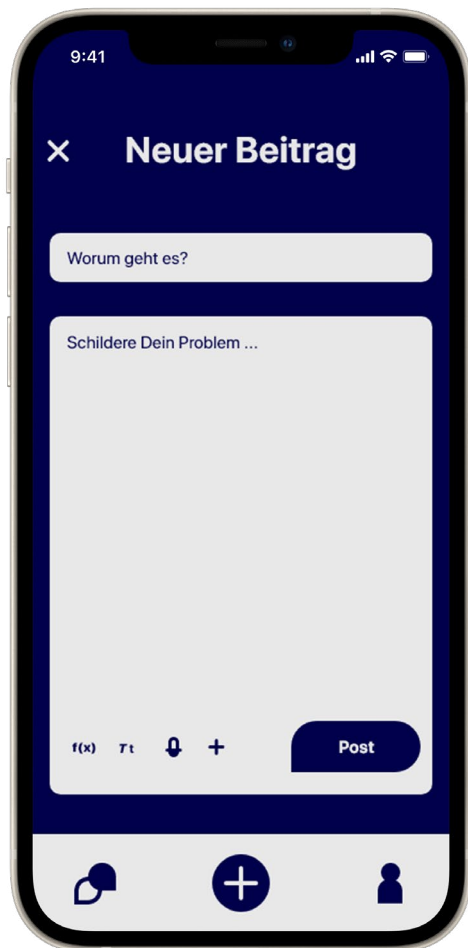 9:41
Neuer Beitrag
Worum geht es?
Schildere Dein Problem ...
f(x) Tt Post